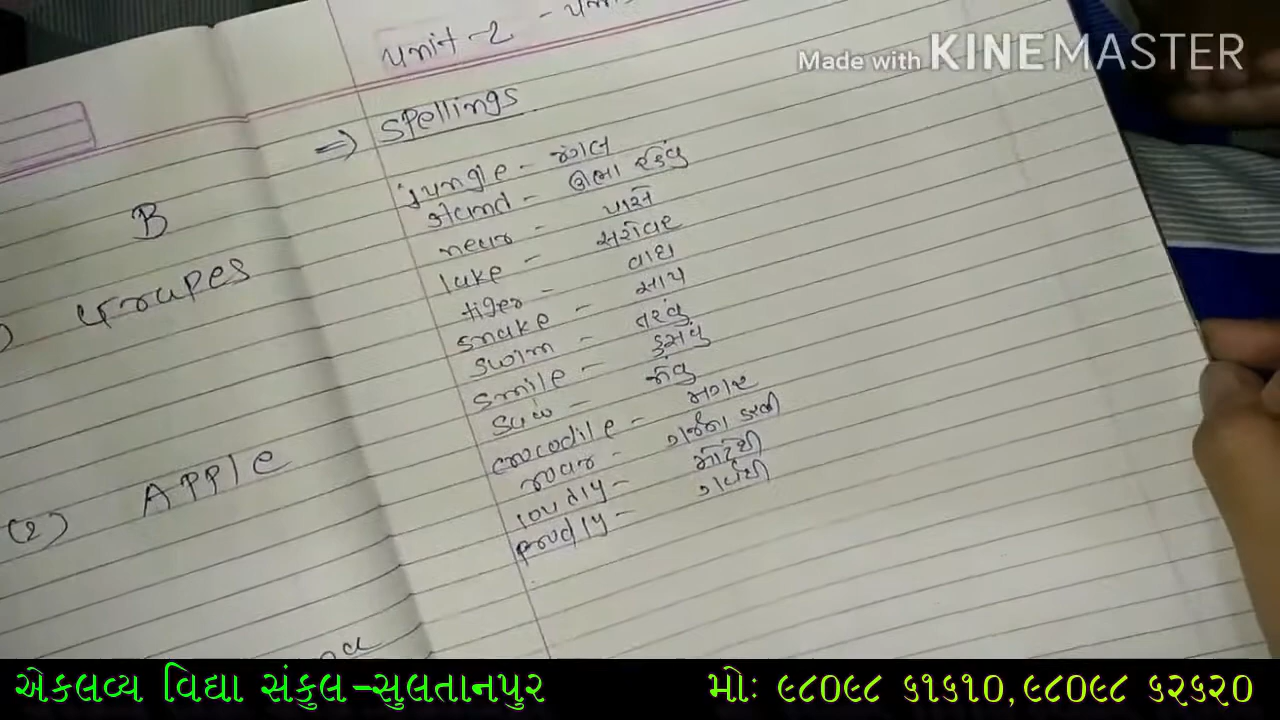 Made with KINEMASTER
Unit-2 -
⇒ Spellings
jungle - જંગલ
stand - ઊભા રહેવું
near - પાસે
lake - સરોવર
tiger - વાઘ
snake - સાપ
swim - તરવું
smile - હસવું
saw - જોવું
crocodile - મગર
roar - ગર્જના કરવી
loudly - મોટેથી
proudly - ગર્વથી
B
Grapes
(2) Apple
એકલવ્ય વિદ્યા સંકુલ-સુલતાનપુર
મોઃ ૯૮૦૯૮ ૬૧૬૧૦,૯૮૦૯૮ ૬૨૬૨૦